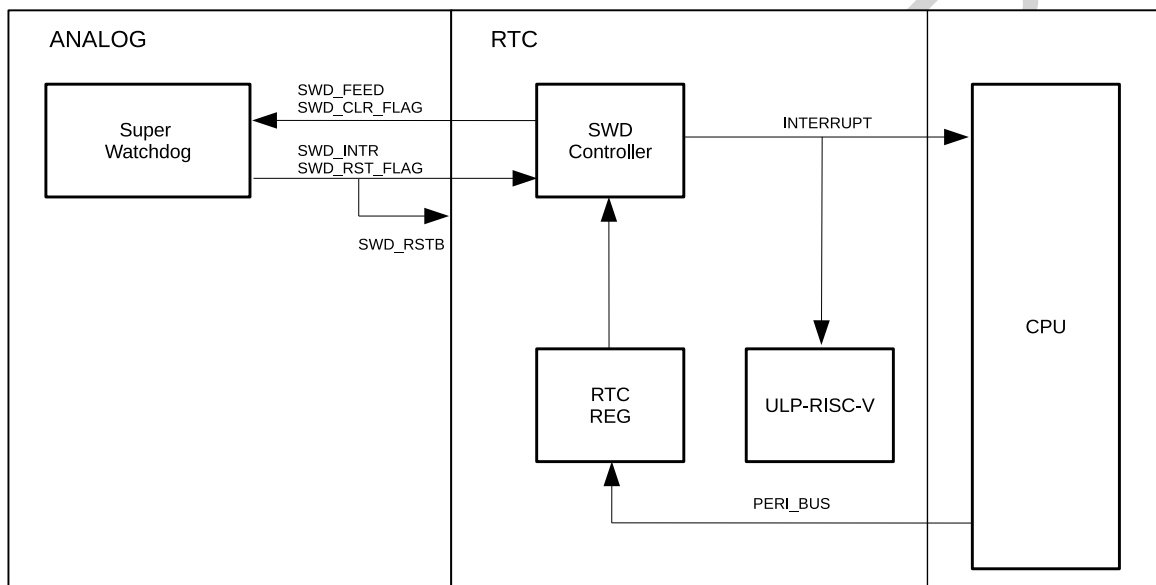 ANALOG
RTC
SWD_FEED
SWD_CLR_FLAG
Super
Watchdog
SWD
Controller
INTERRUPT
SWD_INTR
SWD_RST_FLAG
SWD_RSTB
CPU
RTC
REG
ULP-RISC-V
PERI_BUS